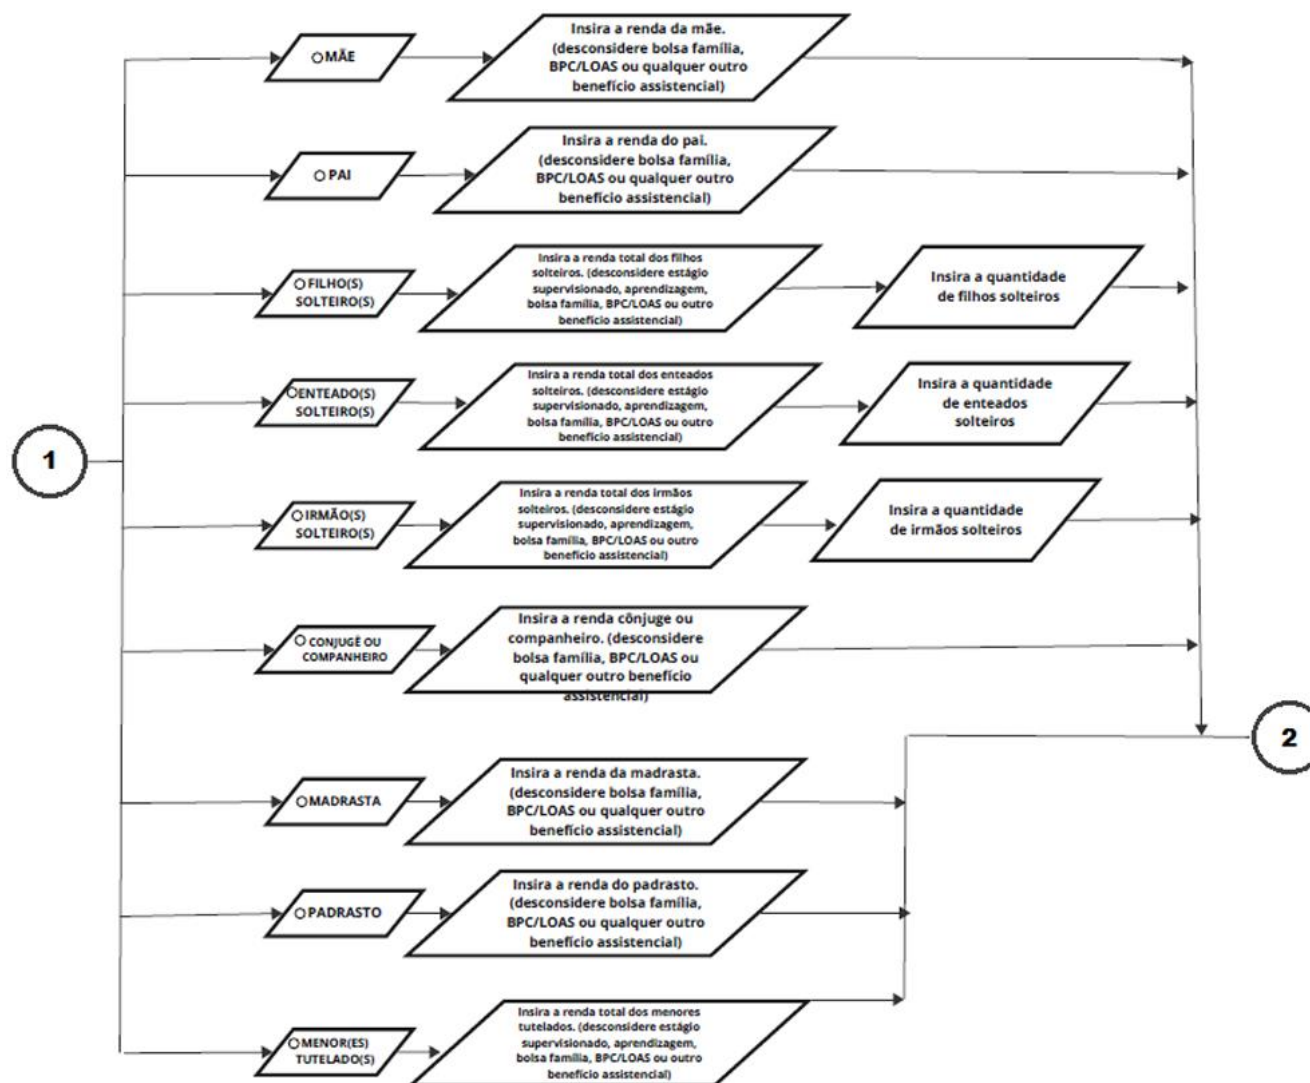 MÃE
Insira a renda da mãe.
(desconsidere bolsa família,
BPC/LOAS ou qualquer outro
benefício assistencial)
PAI
Insira a renda do pai.
(desconsidere bolsa família,
BPC/LOAS ou qualquer outro
benefício assistencial)
FILHO(S)
SOLTEIRO(S)
Insira a renda total dos filhos
solteiros. (desconsidere estágio
supervisionado, aprendizagem,
bolsa família, BPC/LOAS ou outro
benefício assistencial)
Insira a quantidade
de filhos solteiros
ENTEADO(S)
SOLTEIRO(S)
Insira a renda total dos enteados
solteiros. (desconsidere estágio
supervisionado, aprendizagem,
bolsa família, BPC/LOAS ou outro
benefício assistencial)
Insira a quantidade
de enteados
solteiros
1
IRMÃO(S)
SOLTEIRO(S)
Insira a renda total dos irmãos
solteiros. (desconsidere estágio
supervisionado, aprendizagem,
bolsa família, BPC/LOAS ou outro
benefício assistencial)
Insira a quantidade
de irmãos solteiros
CONJUGÊ OU
COMPANHEIRO
Insira a renda cônjuge ou
companheiro. (desconsidere
bolsa família, BPC/LOAS ou
qualquer outro benefício
assistencial)
2
MADRASTA
Insira a renda da madrasta.
(desconsidere bolsa família,
BPC/LOAS ou qualquer outro
benefício assistencial)
PADRASTO
Insira a renda do padrasto.
(desconsidere bolsa família,
BPC/LOAS ou qualquer outro
benefício assistencial)
MENOR(ES)
TUTELADO(S)
Insira a renda total dos menores
tutelados. (desconsidere estágio
supervisionado, aprendizagem,
bolsa família, BPC/LOAS ou outro
benefício assistencial)